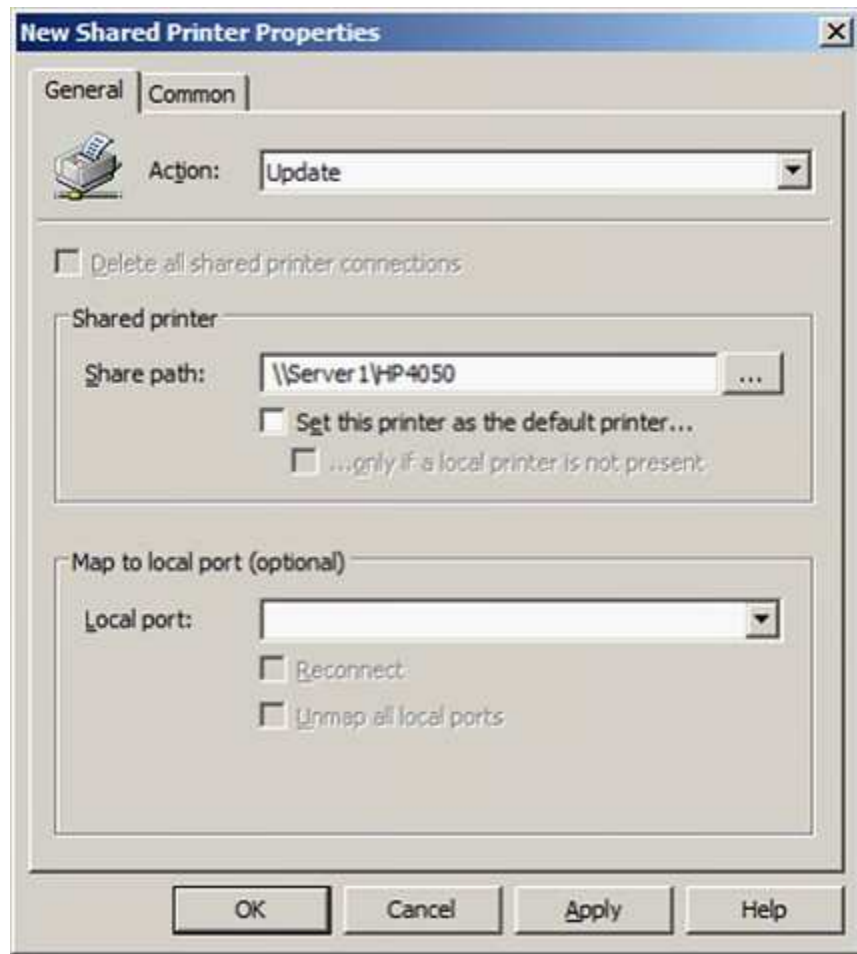 New Shared Printer Properties
General
Common
Action:
Update
Delete all shared printer connections
Shared printer
Share path:
\\Server1\HP4050
...
Set this printer as the default printer...
...only if a local printer is not present
Map to local port (optional)
Local port:
Reconnect
Unmap all local ports
OK
Cancel
Apply
Help